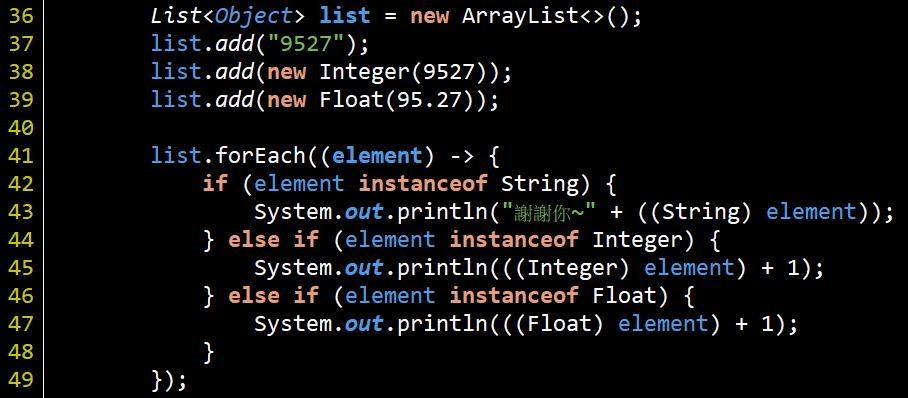 36 List<Object> list = new ArrayList<>();
37 list.add("9527");
38 list.add(new Integer(9527));
39 list.add(new Float(95.27));
40
41 list.forEach((element) -> {
42     if (element instanceof String) {
43         System.out.println("謝謝你~" + ((String) element));
44     } else if (element instanceof Integer) {
45         System.out.println(((Integer) element) + 1);
46     } else if (element instanceof Float) {
47         System.out.println(((Float) element) + 1);
48     }
49 });